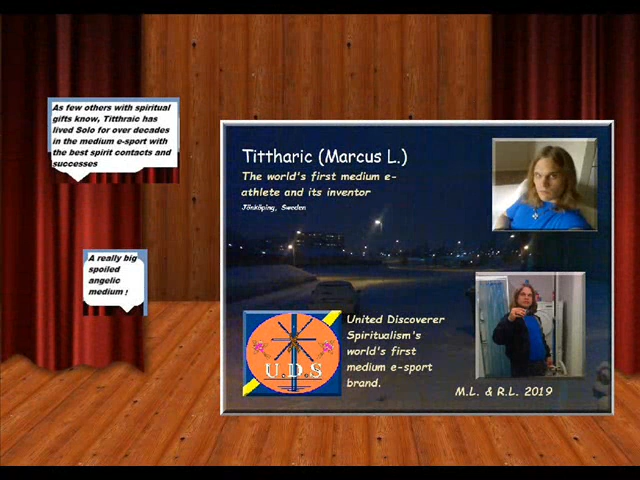 As few others with spiritual
gifts know, Titthraic has
lived Solo for over decades
in the medium e-sport with
the best spirit contacts and
successes
A really big
spoiled
angelic
medium !
Tittharic (Marcus L.)
The world's first medium e-
athlete and its inventor
Jönköping, Sweden
U.D.S
United Discoverer
Spiritualism's
world's first
medium e-sport
brand.
M.L. & R.L. 2019